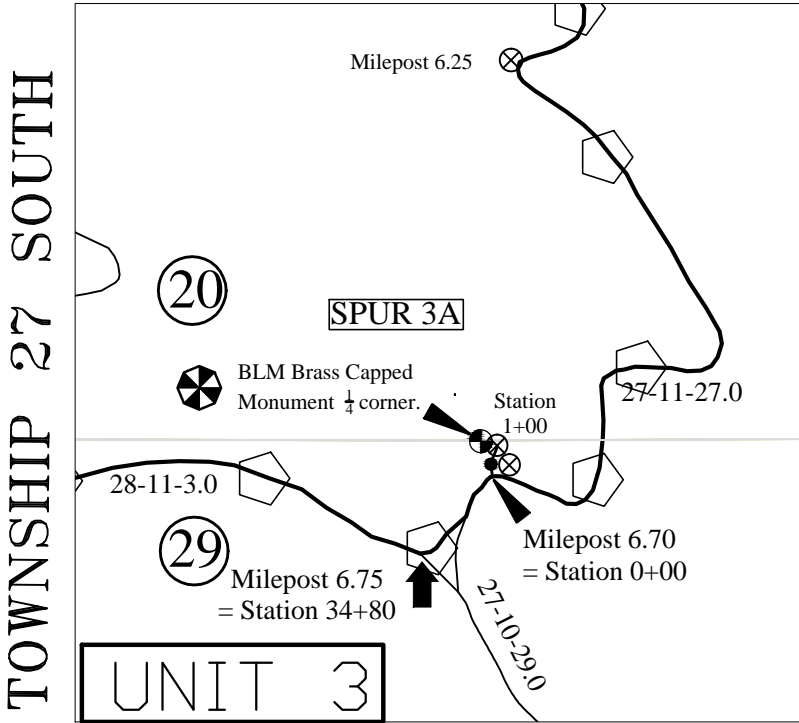 TOWNSHIP 27 SOUTH
Milepost 6.25
20
SPUR 3A
BLM Brass Capped
Monument 1/4 corner.
Station
1+00
27-11-27.0
28-11-3.0
29
Milepost 6.70
= Station 0+00
Milepost 6.75
= Station 34+80
27-10-29.0
UNIT 3